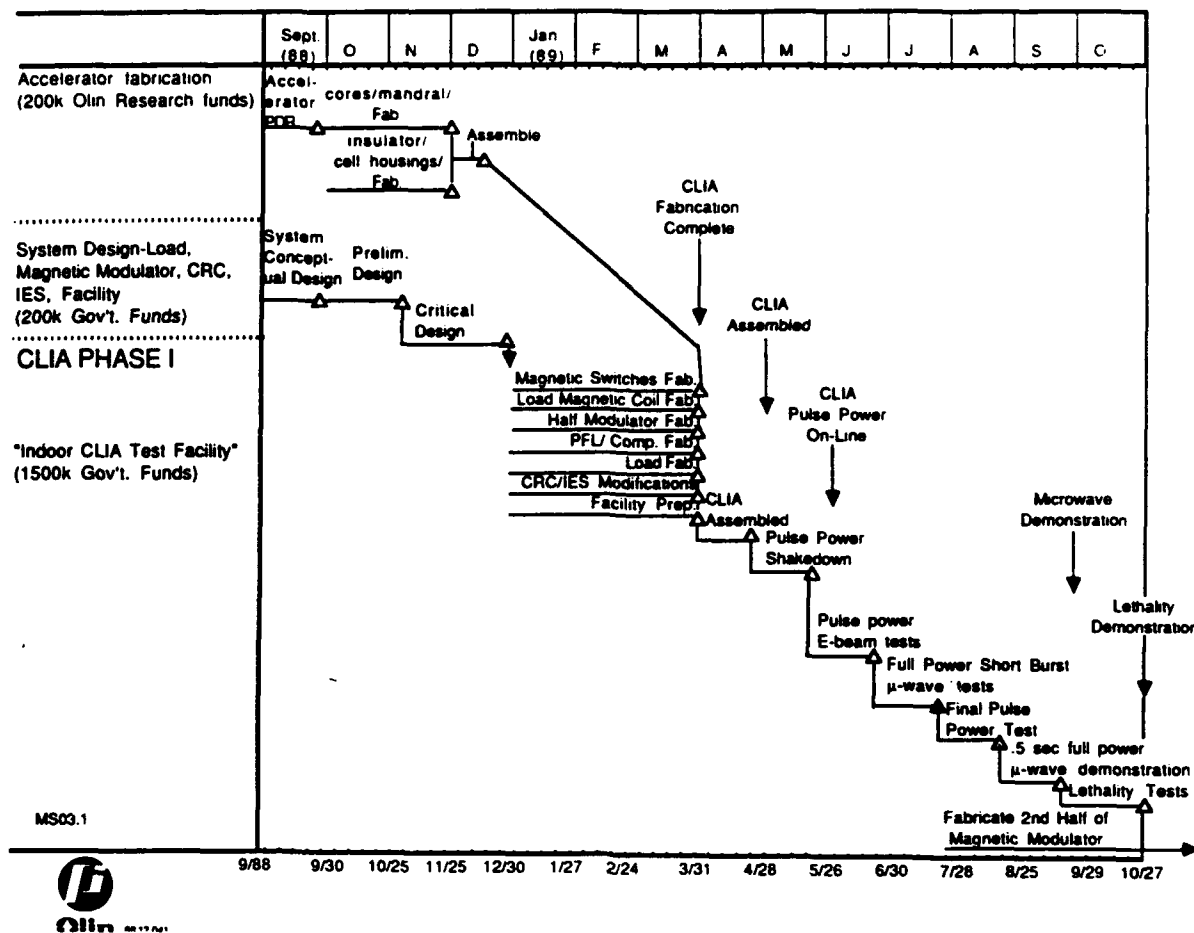 Sept. (88) O N D Jan (89) F M A M J J A S O
Accelerator fabrication
(200k Olin Research funds)
Accel-
erator
PDR
cores/mandral/
Fab
insulator/
cell housings/
Fab.
Assemble
CLIA
Fabrication
Complete
System Design-Load,
Magnetic Modulator, CRC,
IES, Facility
(200k Gov't. Funds)
System
Concept-
ual Design
Prelim.
Design
Critical
Design
CLIA
Assembled
CLIA PHASE I
"Indoor CLIA Test Facility"
(1500k Gov't. Funds)
Magnetic Switches Fab.
Load Magnetic Coil Fab
Half Modulator Fab
PFL/ Comp. Fab
Load Fab
CRC/IES Modifications
Facility Prep.
CLIA
Pulse Power
On-Line
CLIA
Assembled
Pulse Power
Shakedown
Microwave
Demonstration
Lethality
Demonstration
Pulse power
E-beam tests
Full Power Short Burst
μ-wave tests
Final Pulse
Power Test
.5 sec full power
μ-wave demonstration
Lethality Tests
Fabricate 2nd Half of
Magnetic Modulator
MS03.1
9/88 9/30 10/25 11/25 12/30 1/27 2/24 3/31 4/28 5/26 6/30 7/28 8/25 9/29 10/27
Olin